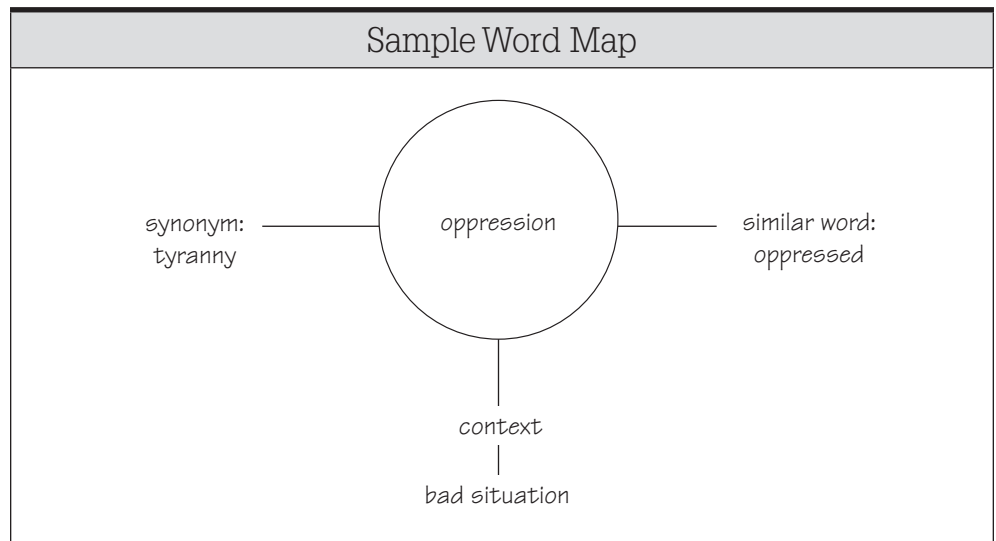 Sample Word Map
oppression
synonym:
tyranny
similar word:
oppressed
context
bad situation